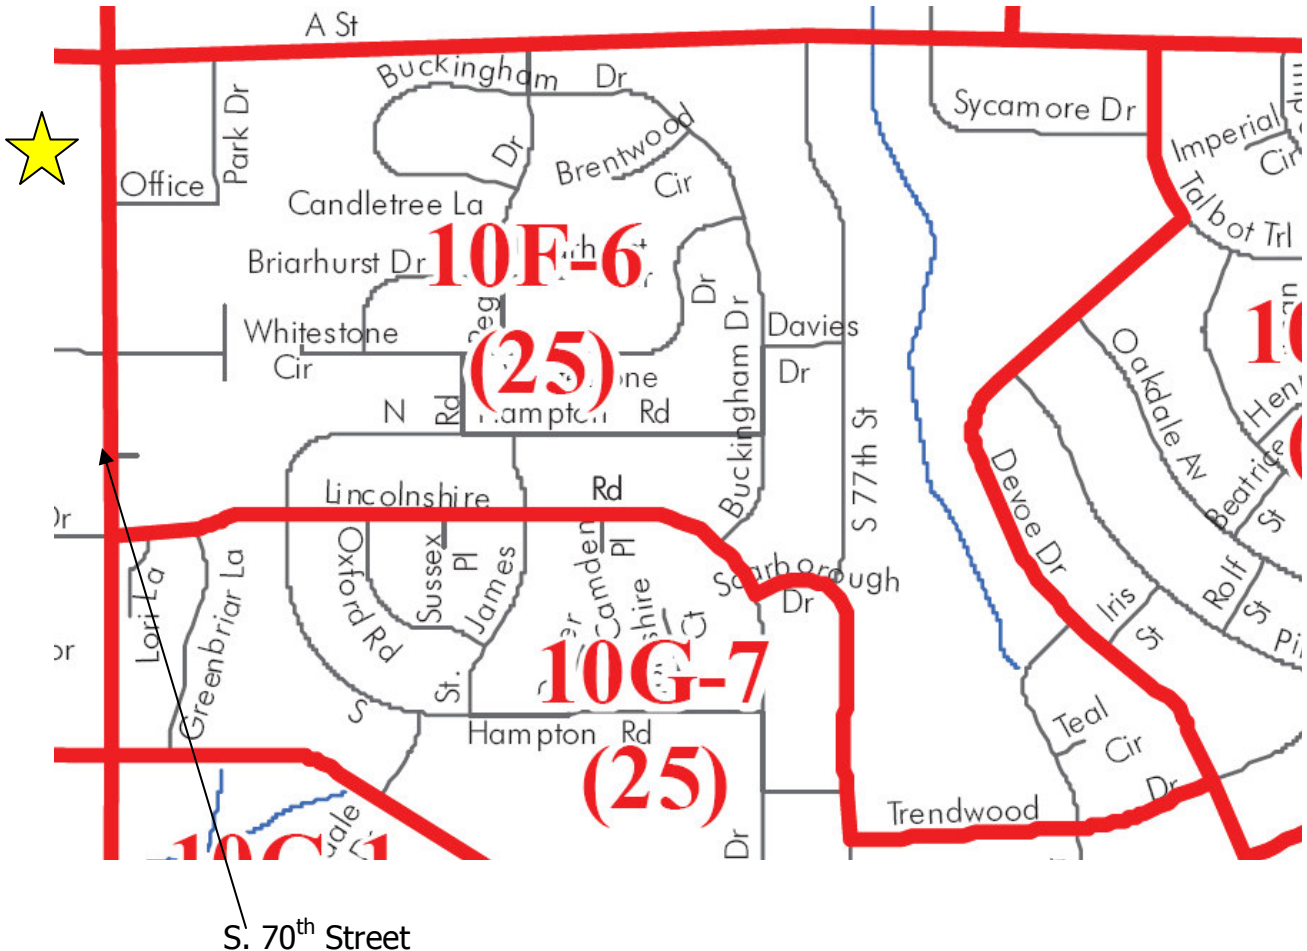 A St
Buckingham Dr
Sycamore Dr
Park Dr
Brentwood
Imperial
Cir
Dr
Office
Cir
Talbot Trl
Candletree La
10F-6
Briarhurst Dr
Dr
Whitestone
Cir
Davies
Dr
(25)
Buckingham Dr
Oakdale Av
N
Rd
Hampton Rd
S 77th St
Devoe Dr
Beatrice
St
Lincolnshire Rd
Oxford Rd
Sussex
Pl
James
St.
Camden
Pl
Scarborough
Dr
Lori La
Greenbriar La
Ct
Iris
St
Rolf
St
10G-7
S
Hampton Rd
(25)
Teal
Cir
Trendwood Dr
Dr
S. 70th Street